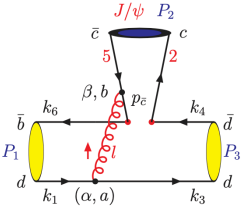 J/ψ P₂
c̄ c
5 2
β, b p_c̄
b̄ k₆ k₄ d̄
P₁ l P₃
d k₁ (α, a) k₃ d